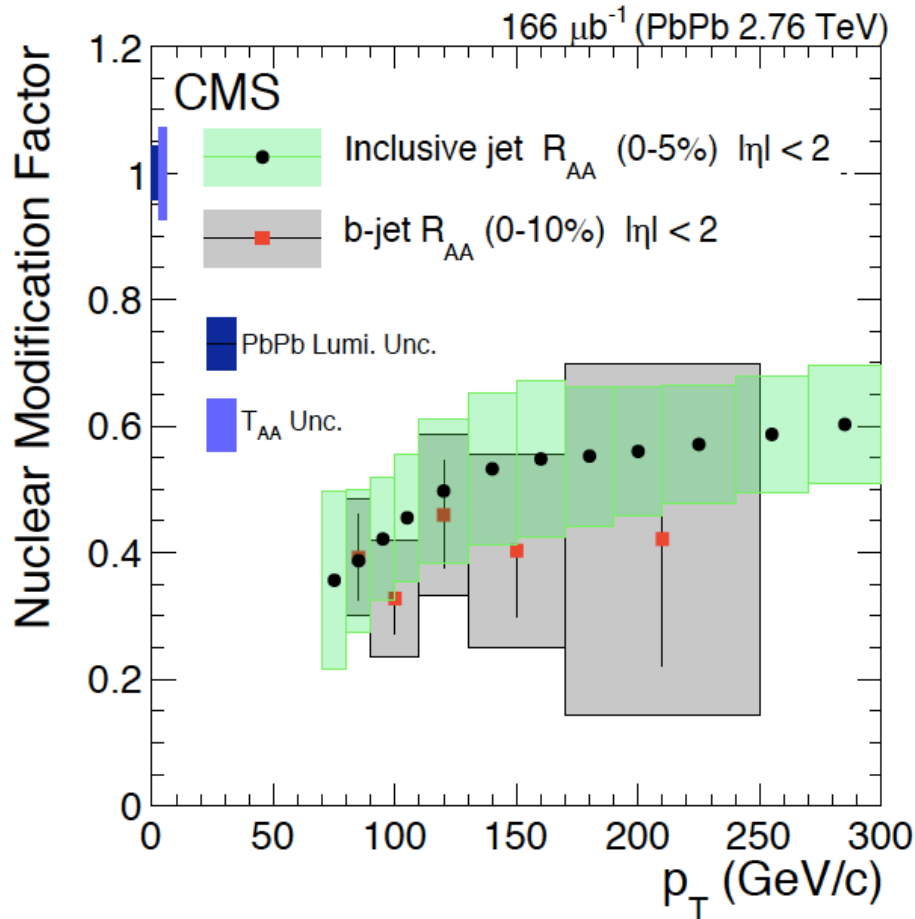 166 μb⁻¹ (PbPb 2.76 TeV)
CMS
Inclusive jet R_AA (0-5%) |η| < 2
b-jet R_AA (0-10%) |η| < 2
PbPb Lumi. Unc.
T_AA Unc.
Nuclear Modification Factor
1.2
1
0.8
0.6
0.4
0.2
0
0 50 100 150 200 250 300
p_T (GeV/c)